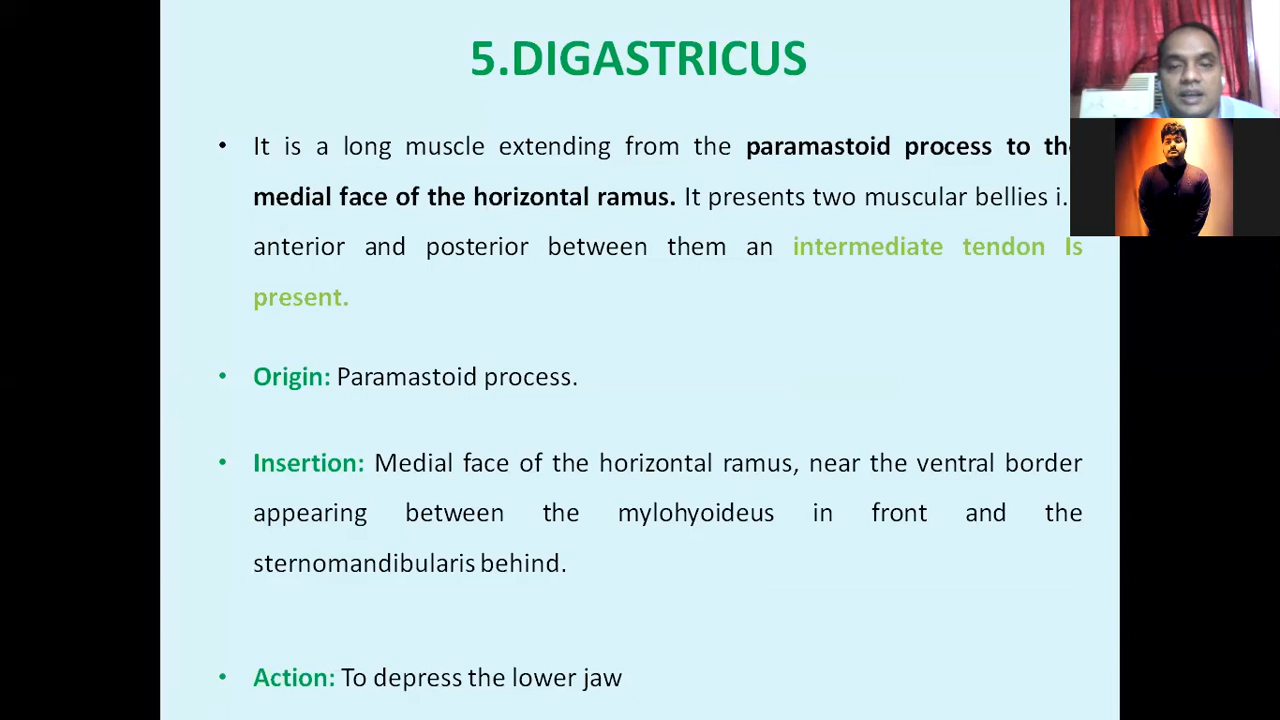 5.DIGASTRICUS
• It is a long muscle extending from the paramastoid process to th
medial face of the horizontal ramus. It presents two muscular bellies i.
anterior and posterior between them an intermediate tendon Is
present.
• Origin: Paramastoid process.
• Insertion: Medial face of the horizontal ramus, near the ventral border
appearing between the mylohyoideus in front and the
sternomandibularis behind.
• Action: To depress the lower jaw